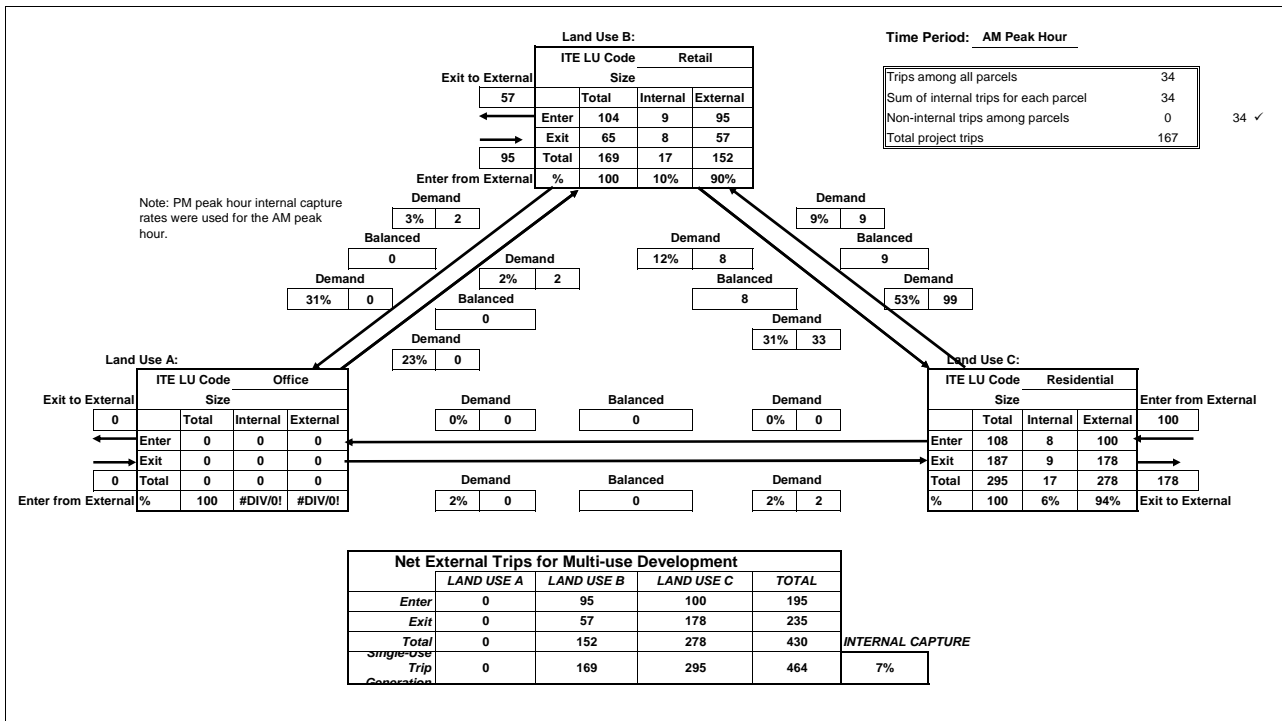 Land Use B:
Time Period: AM Peak Hour
ITE LU Code Retail
Exit to External Size
57 Total Internal External
Enter 104 9 95
Exit 65 8 57
95 Total 169 17 152
Enter from External % 100 10% 90%
Trips among all parcels 34
Sum of internal trips for each parcel 34
Non-internal trips among parcels 0 34 ✓
Total project trips 167
Note: PM peak hour internal capture
rates were used for the AM peak
hour.
Demand
3% 2
Balanced
0
Demand
31% 0
Demand
2% 2
Balanced
0
Demand
23% 0
Demand
12% 8
Balanced
8
Demand
31% 33
Demand
9% 9
Balanced
9
Demand
53% 99
Land Use A:
ITE LU Code Office
Exit to External Size
0 Total Internal External
Enter 0 0 0
Exit 0 0 0
0 Total 0 0 0
Enter from External % 100 #DIV/0! #DIV/0!
Demand Balanced Demand
0% 0 0 0% 0
Demand Balanced Demand
2% 0 0 2% 2
Land Use C:
ITE LU Code Residential
Size Enter from External
Total Internal External 100
Enter 108 8 100
Exit 187 9 178
Total 295 17 278 178
% 100 6% 94% Exit to External
Net External Trips for Multi-use Development
LAND USE A LAND USE B LAND USE C TOTAL
Enter 0 95 100 195
Exit 0 57 178 235
Total 0 152 278 430 INTERNAL CAPTURE
Single-Use
Trip 0 169 295 464 7%
Generation